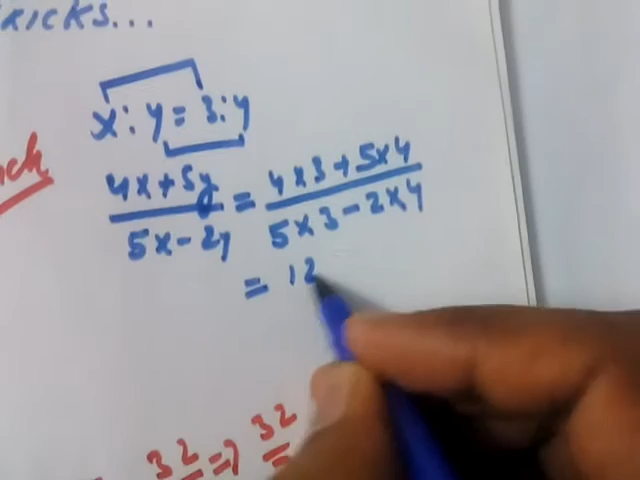 RICKS...
x : y = 3 : 4
4x + 5y / 5x - 2y = 4 x 3 + 5 x 4 / 5 x 3 - 2 x 4
= 12
32 => 32